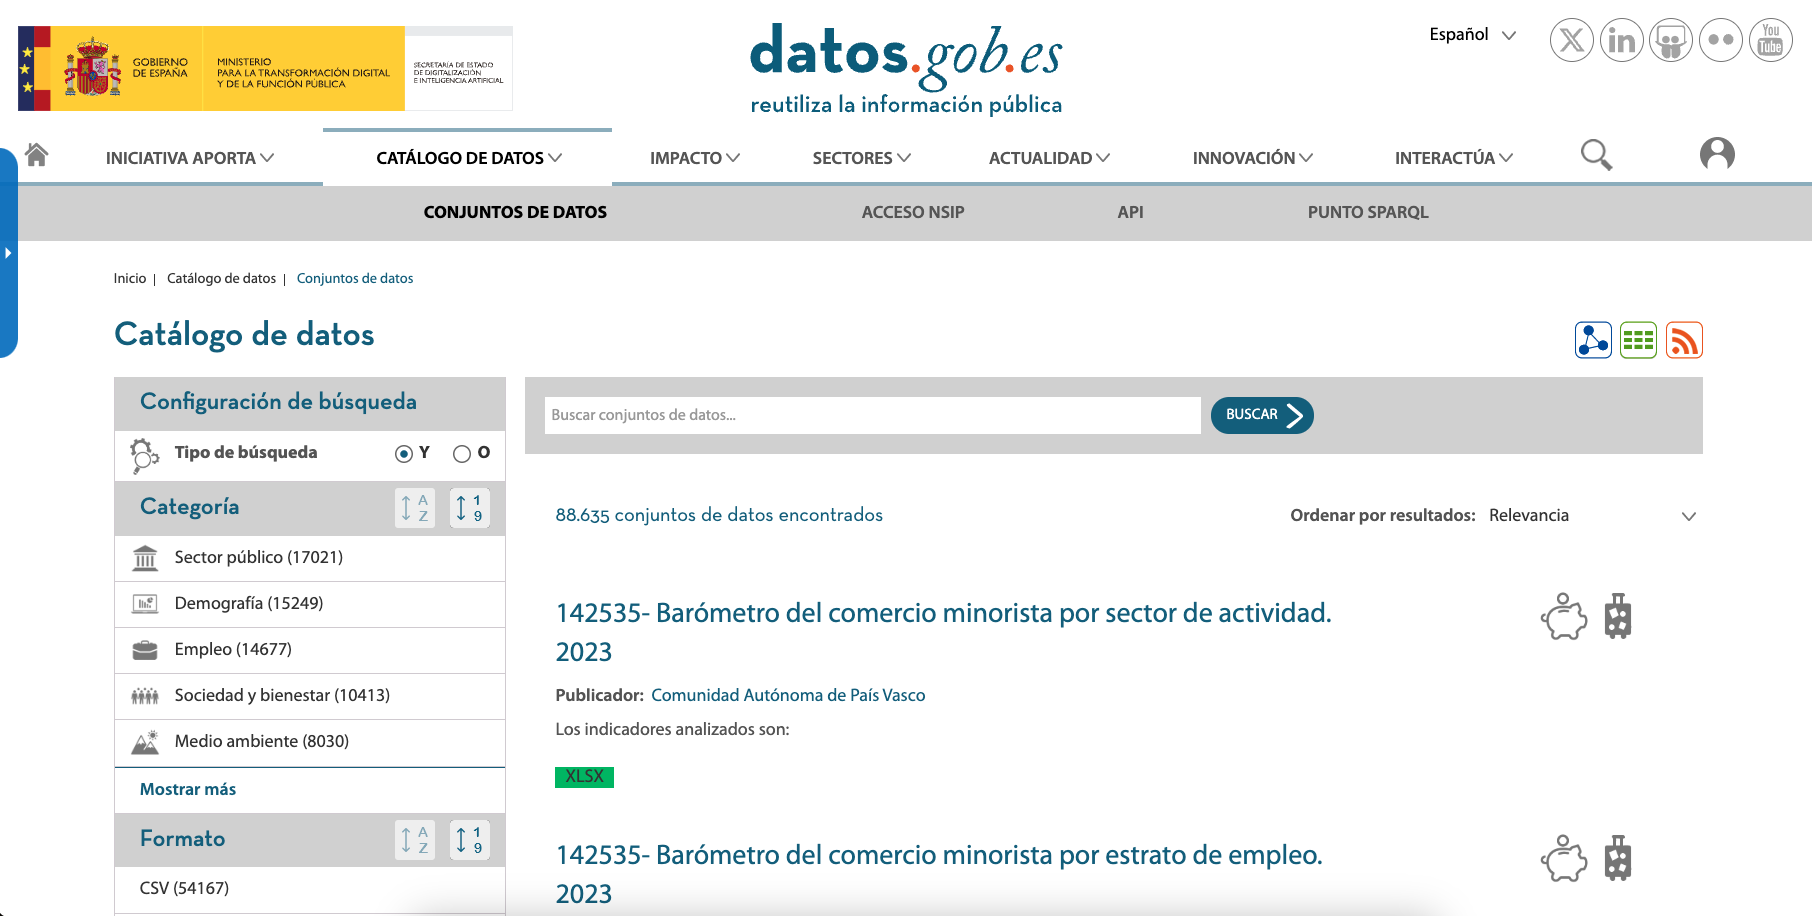 GOBIERNO
DE ESPAÑA
MINISTERIO
PARA LA TRANSFORMACIÓN DIGITAL
Y DE LA FUNCIÓN PÚBLICA
SECRETARÍA DE ESTADO
DE DIGITALIZACIÓN
E INTELIGENCIA ARTIFICIAL
datos.gob.es
reutiliza la información pública
Español
X
in
You
Tube
INICIATIVA APORTA
CATÁLOGO DE DATOS
IMPACTO
SECTORES
ACTUALIDAD
INNOVACIÓN
INTERACTÚA
CONJUNTOS DE DATOS
ACCESO NSIP
API
PUNTO SPARQL
Inicio | Catálogo de datos | Conjuntos de datos
Catálogo de datos
Configuración de búsqueda
Tipo de búsqueda Y O
Categoría A Z 1 9
Sector público (17021)
Demografía (15249)
Empleo (14677)
Sociedad y bienestar (10413)
Medio ambiente (8030)
Mostrar más
Formato A Z 1 9
CSV (54167)
Buscar conjuntos de datos...
BUSCAR
88.635 conjuntos de datos encontrados
Ordenar por resultados: Relevancia
142535- Barómetro del comercio minorista por sector de actividad.
2023
Publicador: Comunidad Autónoma de País Vasco
Los indicadores analizados son:
XLSX
142535- Barómetro del comercio minorista por estrato de empleo.
2023